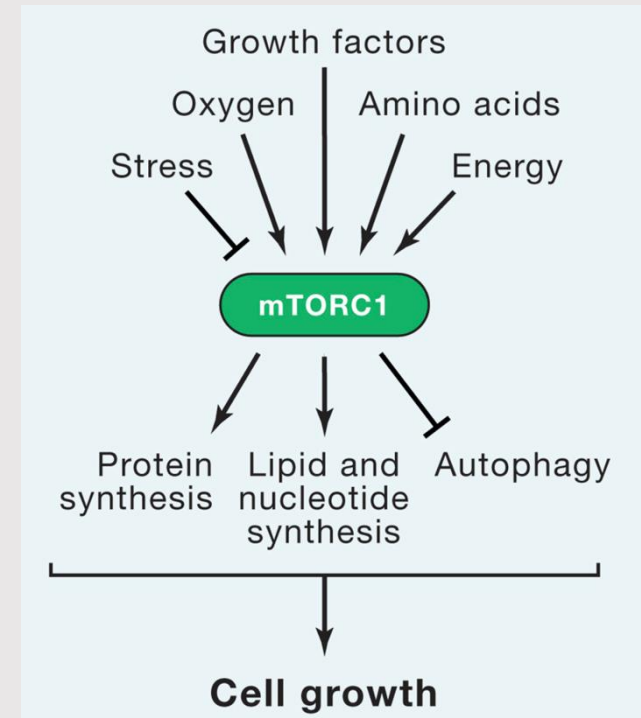 Growth factors
Oxygen
Amino acids
Stress
Energy
mTORC1
Protein
synthesis
Lipid and
nucleotide
synthesis
Autophagy
Cell growth